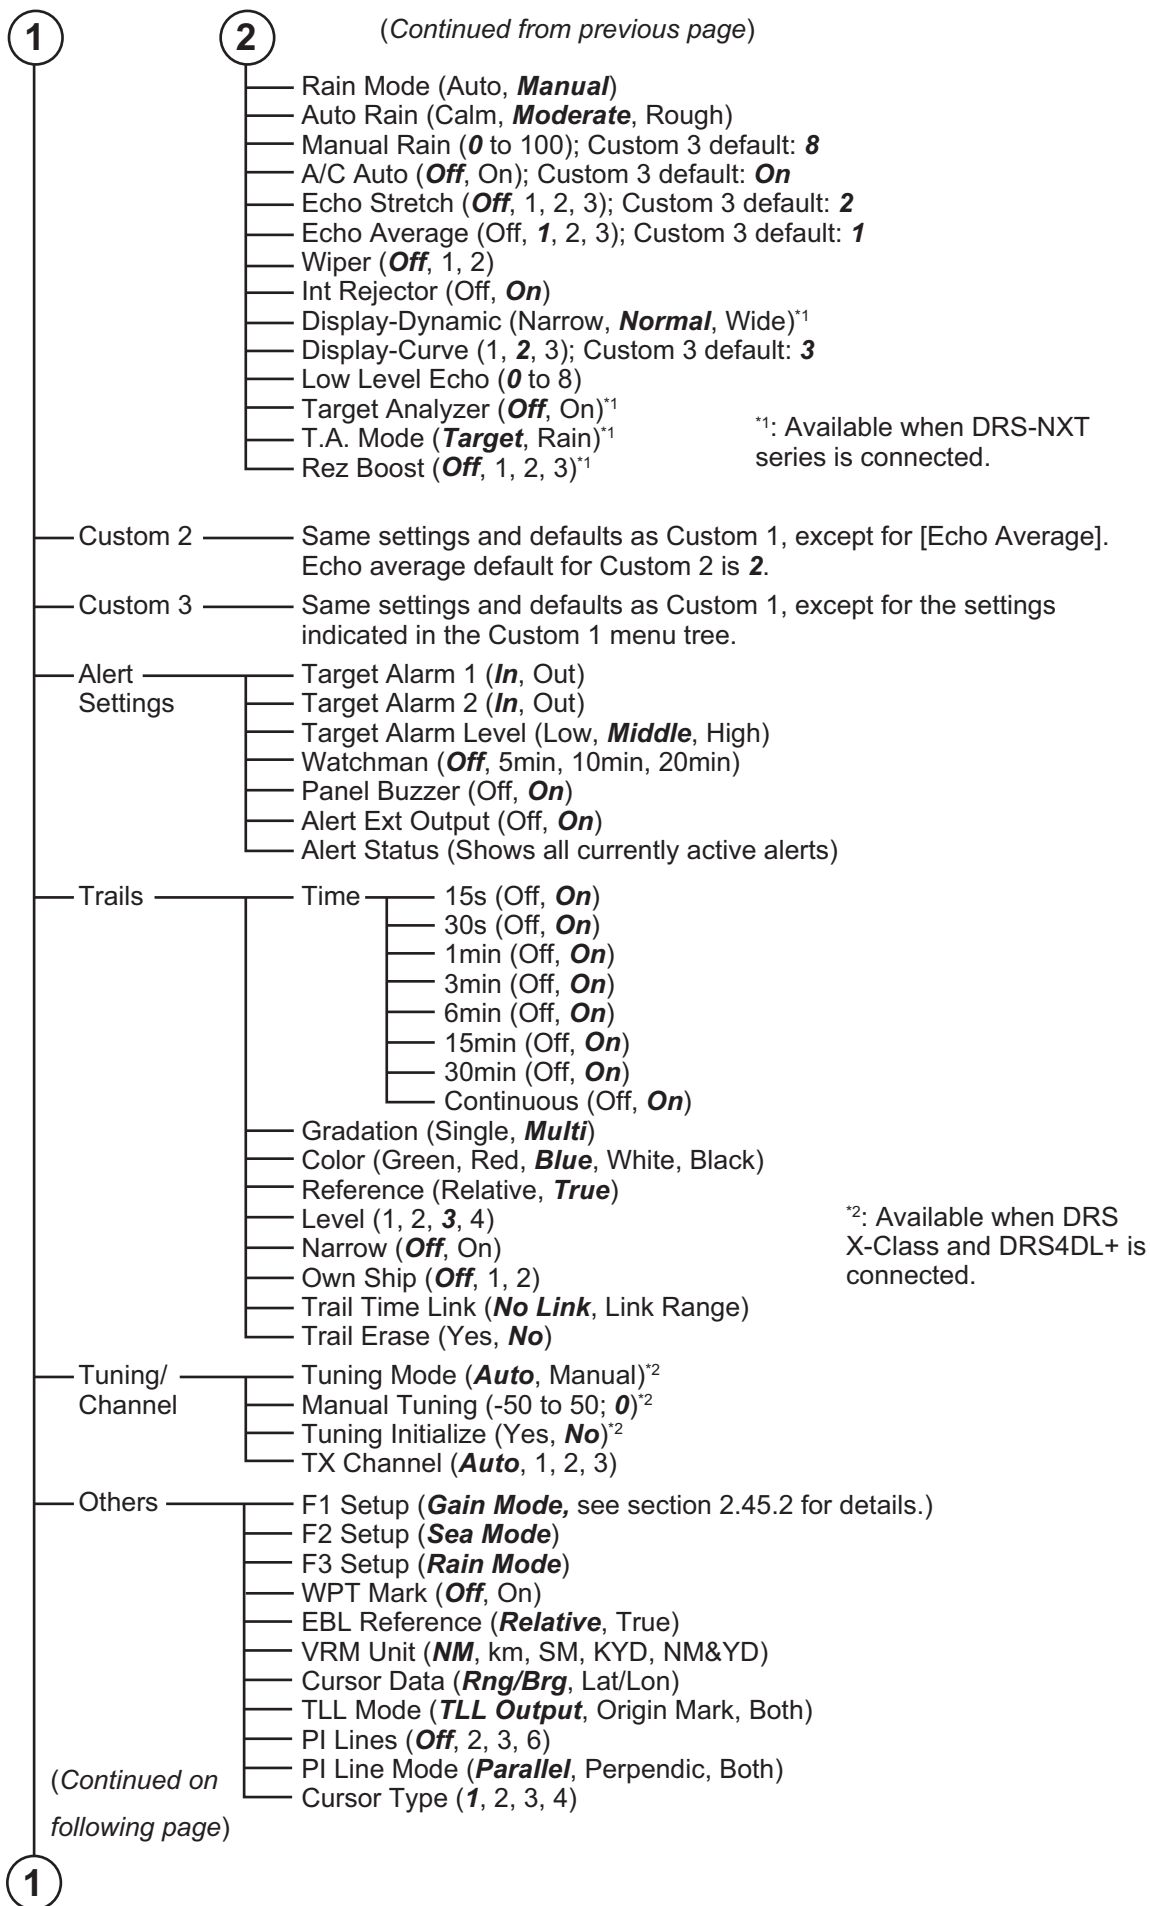 1
2
(Continued from previous page)
Rain Mode (Auto, Manual)
Auto Rain (Calm, Moderate, Rough)
Manual Rain (0 to 100); Custom 3 default: 8
A/C Auto (Off, On); Custom 3 default: On
Echo Stretch (Off, 1, 2, 3); Custom 3 default: 2
Echo Average (Off, 1, 2, 3); Custom 3 default: 1
Wiper (Off, 1, 2)
Int Rejector (Off, On)
Display-Dynamic (Narrow, Normal, Wide)*1
Display-Curve (1, 2, 3); Custom 3 default: 3
Low Level Echo (0 to 8)
Target Analyzer (Off, On)*1
T.A. Mode (Target, Rain)*1
Rez Boost (Off, 1, 2, 3)*1
*1: Available when DRS-NXT
series is connected.
Custom 2
Same settings and defaults as Custom 1, except for [Echo Average].
Echo average default for Custom 2 is 2.
Custom 3
Same settings and defaults as Custom 1, except for the settings
indicated in the Custom 1 menu tree.
Alert
Settings
Target Alarm 1 (In, Out)
Target Alarm 2 (In, Out)
Target Alarm Level (Low, Middle, High)
Watchman (Off, 5min, 10min, 20min)
Panel Buzzer (Off, On)
Alert Ext Output (Off, On)
Alert Status (Shows all currently active alerts)
Trails
Time
15s (Off, On)
30s (Off, On)
1min (Off, On)
3min (Off, On)
6min (Off, On)
15min (Off, On)
30min (Off, On)
Continuous (Off, On)
Gradation (Single, Multi)
Color (Green, Red, Blue, White, Black)
Reference (Relative, True)
Level (1, 2, 3, 4)
Narrow (Off, On)
Own Ship (Off, 1, 2)
Trail Time Link (No Link, Link Range)
Trail Erase (Yes, No)
*2: Available when DRS
X-Class and DRS4DL+ is
connected.
Tuning/
Channel
Tuning Mode (Auto, Manual)*2
Manual Tuning (-50 to 50; 0)*2
Tuning Initialize (Yes, No)*2
TX Channel (Auto, 1, 2, 3)
Others
F1 Setup (Gain Mode, see section 2.45.2 for details.)
F2 Setup (Sea Mode)
F3 Setup (Rain Mode)
WPT Mark (Off, On)
EBL Reference (Relative, True)
VRM Unit (NM, km, SM, KYD, NM&YD)
Cursor Data (Rng/Brg, Lat/Lon)
TLL Mode (TLL Output, Origin Mark, Both)
PI Lines (Off, 2, 3, 6)
PI Line Mode (Parallel, Perpendic, Both)
Cursor Type (1, 2, 3, 4)
(Continued on
following page)
1